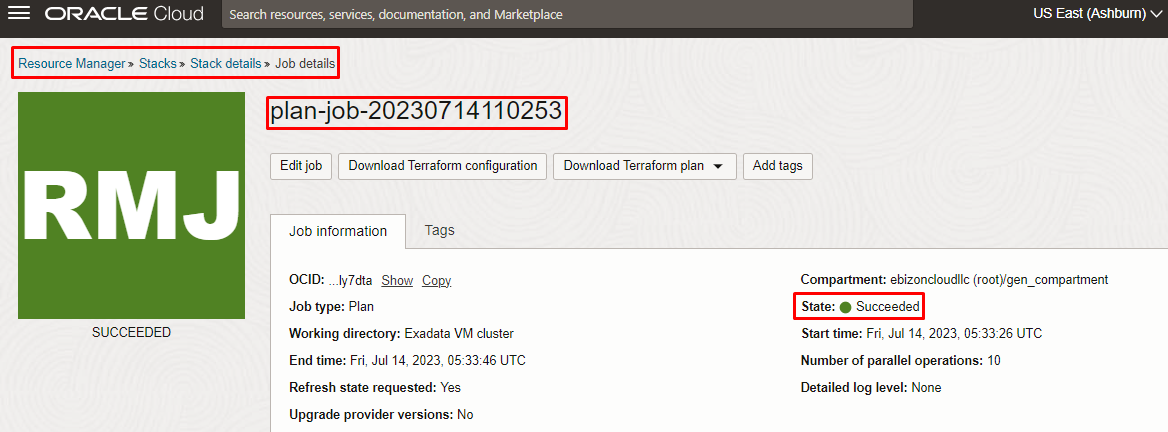 ORACLE Cloud Search resources, services, documentation, and Marketplace US East (Ashburn)
Resource Manager » Stacks » Stack details » Job details
plan-job-20230714110253
Edit job Download Terraform configuration Download Terraform plan Add tags
RMJ
SUCCEEDED
Job information Tags
OCID: ...ly7dta Show Copy
Job type: Plan
Working directory: Exadata VM cluster
End time: Fri, Jul 14, 2023, 05:33:46 UTC
Refresh state requested: Yes
Upgrade provider versions: No
Compartment: ebizoncloudllc (root)/gen_compartment
State: Succeeded
Start time: Fri, Jul 14, 2023, 05:33:26 UTC
Number of parallel operations: 10
Detailed log level: None